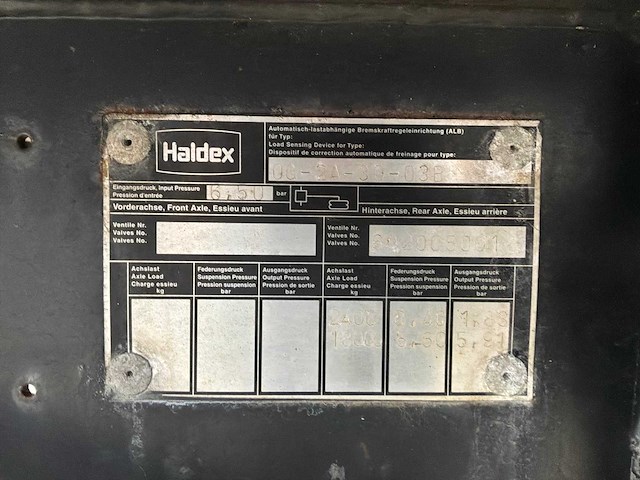 Haldex
Automatisch-lastabhängige Bremskraftregeleinrichtung (ALB)
für Typ:
Load Sensing Device for Type:
Dispositif de correction automatique de freinage pour type:
Eingangsdruck, Input Pressure
Pression d'entrée
6,50 bar
Vorderachse, Front Axle, Essieu avant
Hinterachse, Rear Axle, Essieu arrière
Ventile Nr.
Valves No.
Valves No.
Ventile Nr.
Valves No.
Valves No.
Achslast
Axle Load
Charge essieu
kg
Federungsdruck
Suspension Pressure
Pression suspension
bar
Ausgangsdruck
Output Pressure
Pression de sortie
bar
Achslast
Axle Load
Charge essieu
kg
Federungsdruck
Suspension Pressure
Pression suspension
bar
Ausgangsdruck
Output Pressure
Pression de sortie
bar